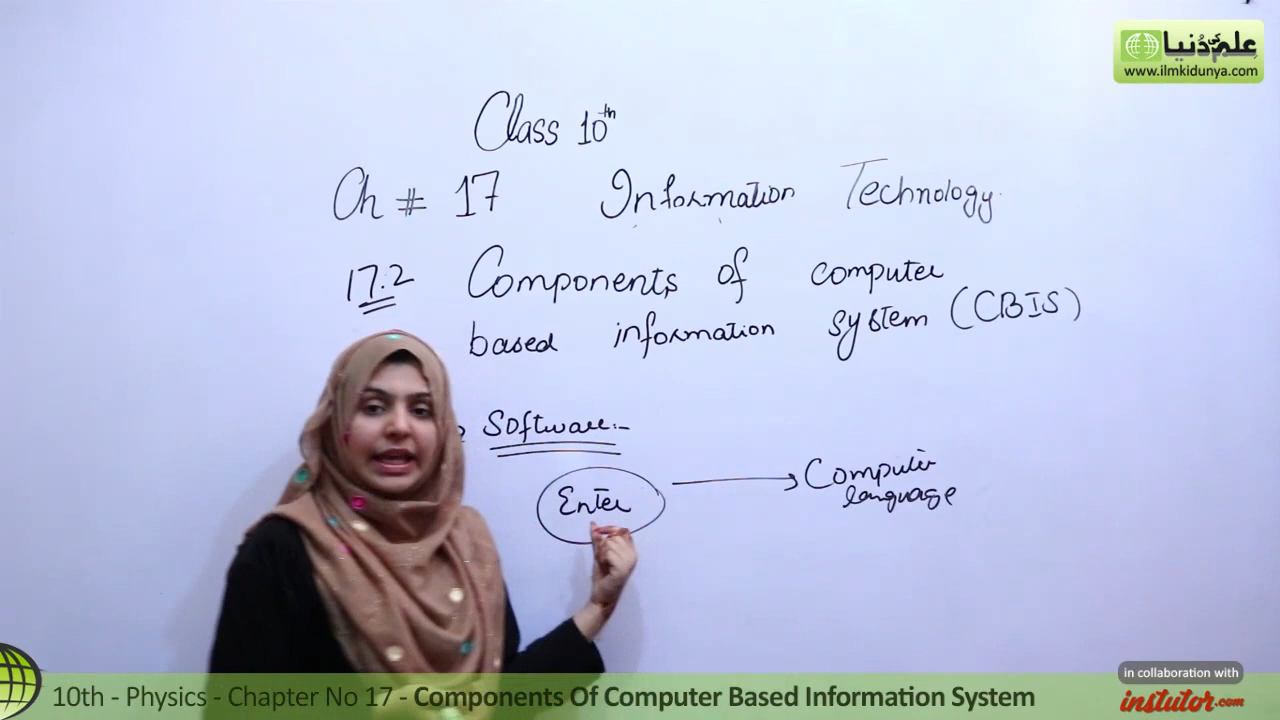 علم کی دنیا
www.ilmkidunya.com
Class 10th
Ch # 17 Information Technology
17.2 Components of computer
based information system (CBIS)
Software:-
Enter
Computer
language
in collaboration with
instutor.com
10th - Physics - Chapter No 17 - Components Of Computer Based Information System